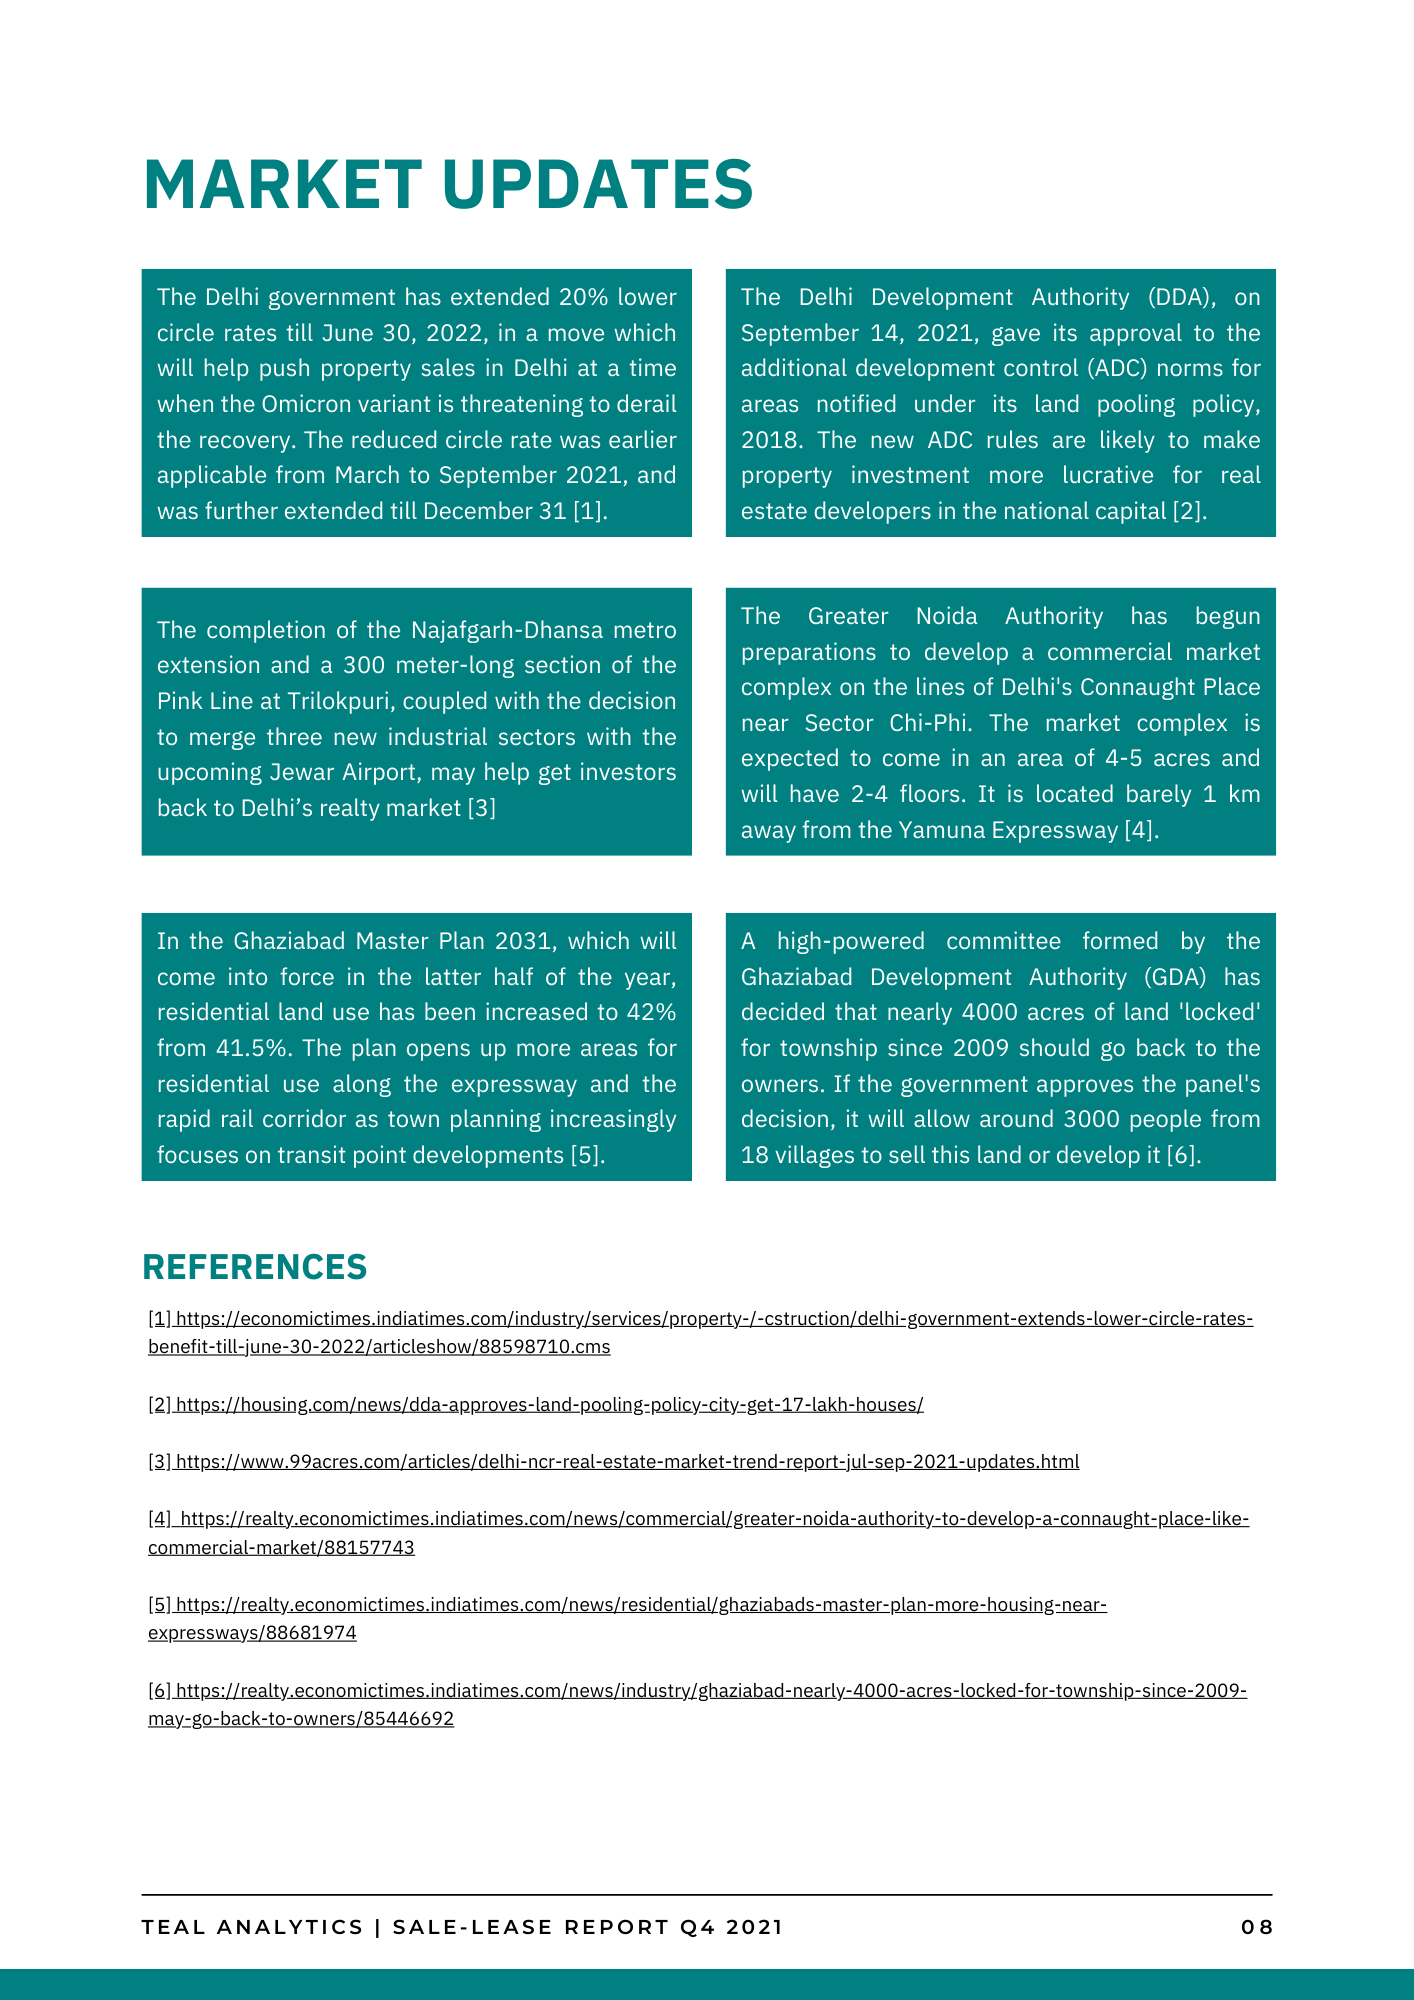 MARKET UPDATES
The Delhi government has extended 20% lower
circle rates till June 30, 2022, in a move which
will help push property sales in Delhi at a time
when the Omicron variant is threatening to derail
the recovery. The reduced circle rate was earlier
applicable from March to September 2021, and
was further extended till December 31 [1].
The Delhi Development Authority (DDA), on
September 14, 2021, gave its approval to the
additional development control (ADC) norms for
areas notified under its land pooling policy,
2018. The new ADC rules are likely to make
property investment more lucrative for real
estate developers in the national capital [2].
The completion of the Najafgarh-Dhansa metro
extension and a 300 meter-long section of the
Pink Line at Trilokpuri, coupled with the decision
to merge three new industrial sectors with the
upcoming Jewar Airport, may help get investors
back to Delhi’s realty market [3]
The Greater Noida Authority has begun
preparations to develop a commercial market
complex on the lines of Delhi's Connaught Place
near Sector Chi-Phi. The market complex is
expected to come in an area of 4-5 acres and
will have 2-4 floors. It is located barely 1 km
away from the Yamuna Expressway [4].
In the Ghaziabad Master Plan 2031, which will
come into force in the latter half of the year,
residential land use has been increased to 42%
from 41.5%. The plan opens up more areas for
residential use along the expressway and the
rapid rail corridor as town planning increasingly
focuses on transit point developments [5].
A high-powered committee formed by the
Ghaziabad Development Authority (GDA) has
decided that nearly 4000 acres of land 'locked'
for township since 2009 should go back to the
owners. If the government approves the panel's
decision, it will allow around 3000 people from
18 villages to sell this land or develop it [6].
REFERENCES
[1] https://economictimes.indiatimes.com/industry/services/property-/-cstruction/delhi-government-extends-lower-circle-rates-
benefit-till-june-30-2022/articleshow/88598710.cms
[2] https://housing.com/news/dda-approves-land-pooling-policy-city-get-17-lakh-houses/
[3] https://www.99acres.com/articles/delhi-ncr-real-estate-market-trend-report-jul-sep-2021-updates.html
[4] https://realty.economictimes.indiatimes.com/news/commercial/greater-noida-authority-to-develop-a-connaught-place-like-
commercial-market/88157743
[5] https://realty.economictimes.indiatimes.com/news/residential/ghaziabads-master-plan-more-housing-near-
expressways/88681974
[6] https://realty.economictimes.indiatimes.com/news/industry/ghaziabad-nearly-4000-acres-locked-for-township-since-2009-
may-go-back-to-owners/85446692
TEAL ANALYTICS | SALE-LEASE REPORT Q4 2021 08